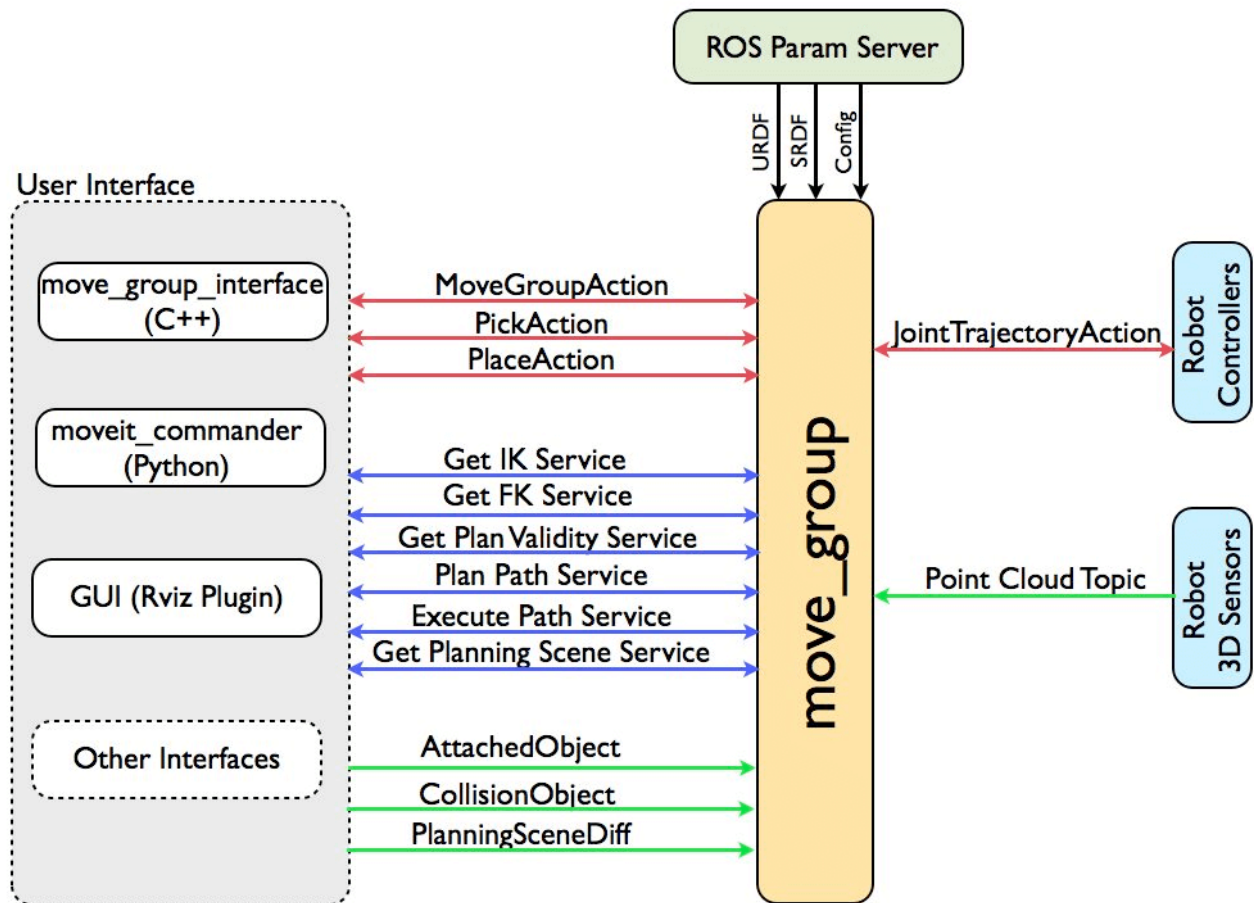 ROS Param Server
URDF
SRDF
Config
User Interface
move_group_interface
(C++)
moveit_commander
(Python)
GUI (Rviz Plugin)
Other Interfaces
MoveGroupAction
PickAction
PlaceAction
Get IK Service
Get FK Service
Get Plan Validity Service
Plan Path Service
Execute Path Service
Get Planning Scene Service
AttachedObject
CollisionObject
PlanningSceneDiff
move_group
JointTrajectoryAction
Point Cloud Topic
Robot
Controllers
Robot
3D Sensors